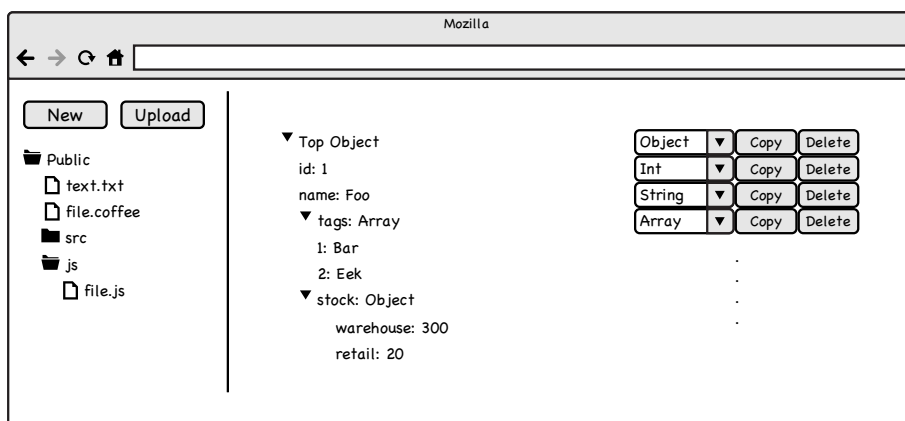 Mozilla
New Upload
Public
text.txt
file.coffee
src
js
file.js
Top Object Object Copy Delete
id: 1 Int Copy Delete
name: Foo String Copy Delete
tags: Array Array Copy Delete
1: Bar
2: Eek
stock: Object
warehouse: 300
retail: 20